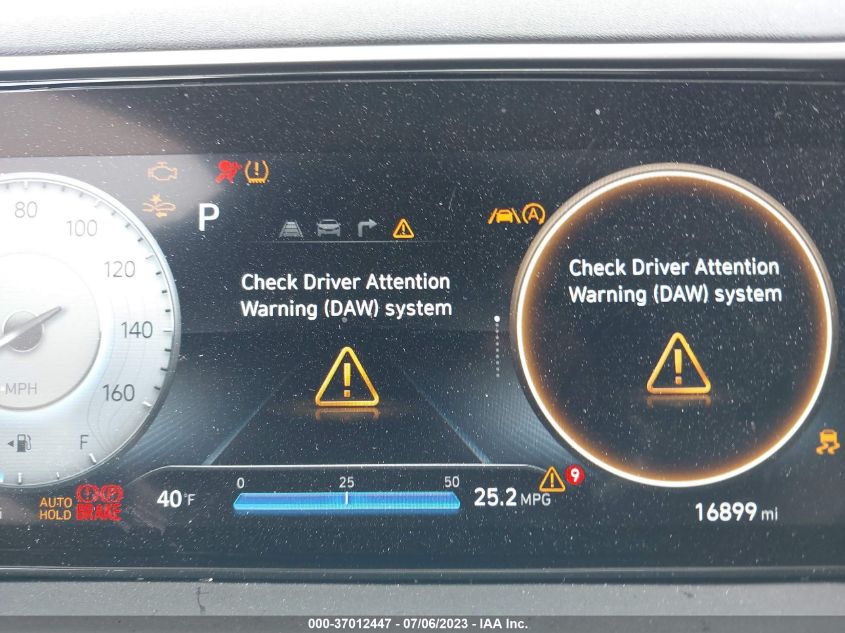 80
100
120
140
160
MPH
F
P
A
Check Driver Attention
Warning (DAW) system
Check Driver Attention
Warning (DAW) system
AUTO
HOLD
BRAKE
P
40°F
0 25 50
25.2 MPG
9
16899 mi
000-37012447 - 07/06/2023 - IAA Inc.